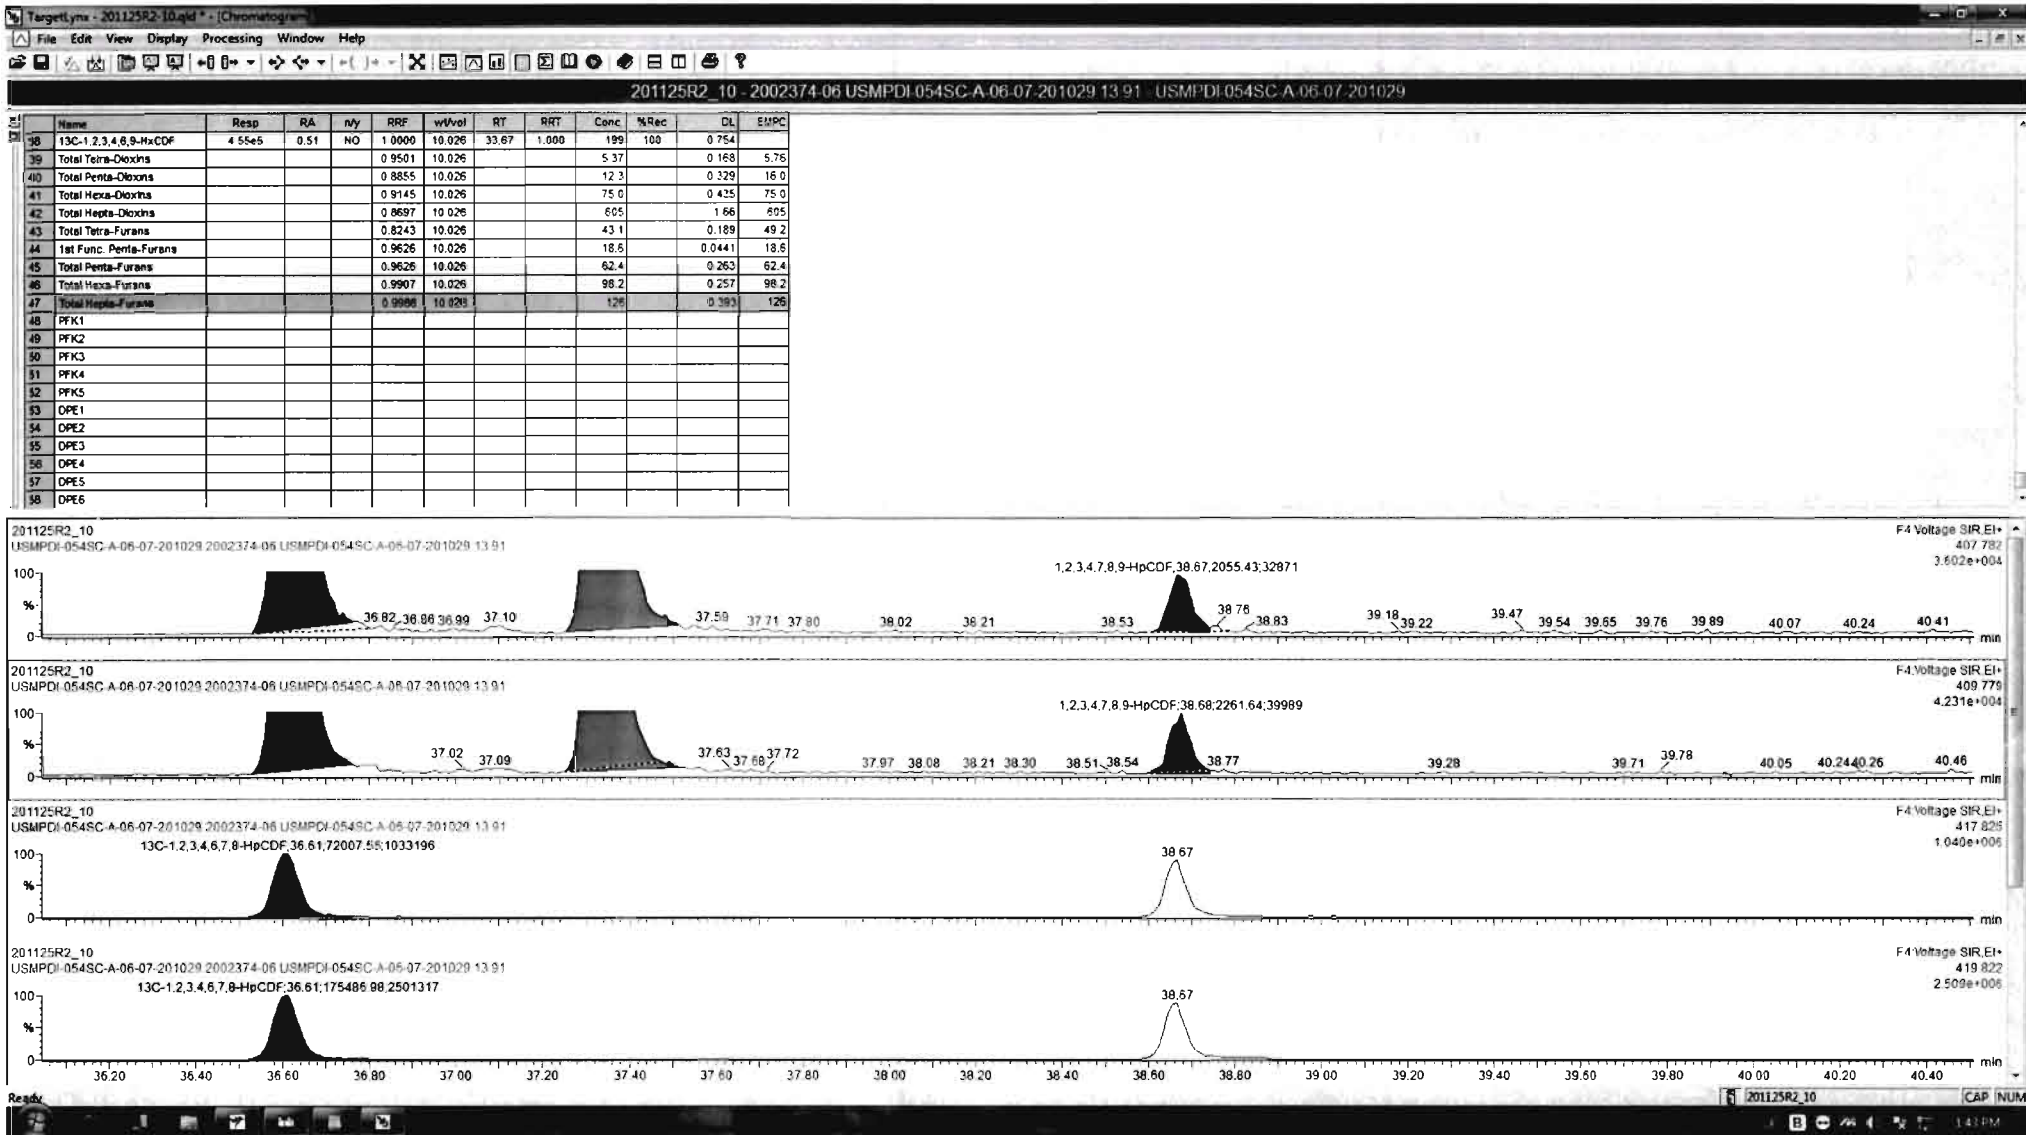 TargetLynx - 201125R2-10.qld * - [Chromatogram]
File Edit View Display Processing Window Help
201125R2_10 - 2002374-06 USMPDI-054SC-A-06-07-201029 13.91 USMPDI-054SC-A-06-07-201029
Name Resp RA n/y RRF wt/vol RT RRT Conc %Rec DL EMPC
38 13C-1,2,3,4,6,9-HxCDF 4.55e5 0.51 NO 1.0000 10.026 33.67 1.000 199 100 0.754
39 Total Tetra-Dioxins 0.9501 10.026 5.37 0.168 5.76
40 Total Penta-Dioxins 0.8855 10.026 12.3 0.329 16.0
41 Total Hexa-Dioxins 0.9145 10.026 75.0 0.425 75.0
42 Total Hepta-Dioxins 0.8697 10.026 605 1.66 605
43 Total Tetra-Furans 0.8243 10.026 43.1 0.189 49.2
44 1st Func. Penta-Furans 0.9626 10.026 18.6 0.0441 18.6
45 Total Penta-Furans 0.9626 10.026 62.4 0.263 62.4
46 Total Hexa-Furans 0.9907 10.026 98.2 0.257 98.2
47 Total Hepta-Furans 0.9986 10.026 126 0.393 126
48 PFK1
49 PFK2
50 PFK3
51 PFK4
52 PFK5
53 DPE1
54 DPE2
55 DPE3
56 DPE4
57 DPE5
58 DPE6
201125R2_10 F4:Voltage SIR,EI+
USMPDI-054SC-A-06-07-201029 2002374-06 USMPDI-054SC-A-06-07-201029 13.91 407.782
3.602e+004
100
1,2,3,4,7,8,9-HpCDF,38.67,2055.43;32871
%
36.82 36.86 36.99 37.10 37.59 37.71 37.80 38.02 38.21 38.53 38.76 38.83 39.18 39.22 39.47 39.54 39.65 39.76 39.89 40.07 40.24 40.41
0 min
201125R2_10 F4:Voltage SIR,EI+
USMPDI-054SC-A-06-07-201029 2002374-06 USMPDI-054SC-A-06-07-201029 13.91 409.779
4.231e+004
100
1,2,3,4,7,8,9-HpCDF;38.68;2261.64;39989
%
37.02 37.09 37.63 37.68 37.72 37.97 38.08 38.21 38.30 38.51 38.54 38.77 39.28 39.71 39.78 40.05 40.24 40.26 40.46
0 min
201125R2_10 F4:Voltage SIR,EI+
USMPDI-054SC-A-06-07-201029 2002374-06 USMPDI-054SC-A-06-07-201029 13.91 417.825
1.040e+006
13C-1,2,3,4,6,7,8-HpCDF,36.61;72007.55;1033196
100 38.67
%
0 min
201125R2_10 F4:Voltage SIR,EI+
USMPDI-054SC-A-06-07-201029 2002374-06 USMPDI-054SC-A-06-07-201029 13.91 419.822
2.509e+006
13C-1,2,3,4,6,7,8-HpCDF;36.61;175486.98;2501317
100 38.67
%
0 min
36.20 36.40 36.60 36.80 37.00 37.20 37.40 37.60 37.80 38.00 38.20 38.40 38.60 38.80 39.00 39.20 39.40 39.60 39.80 40.00 40.20 40.40
Ready 201125R2_10 CAP NUM
1:43 PM